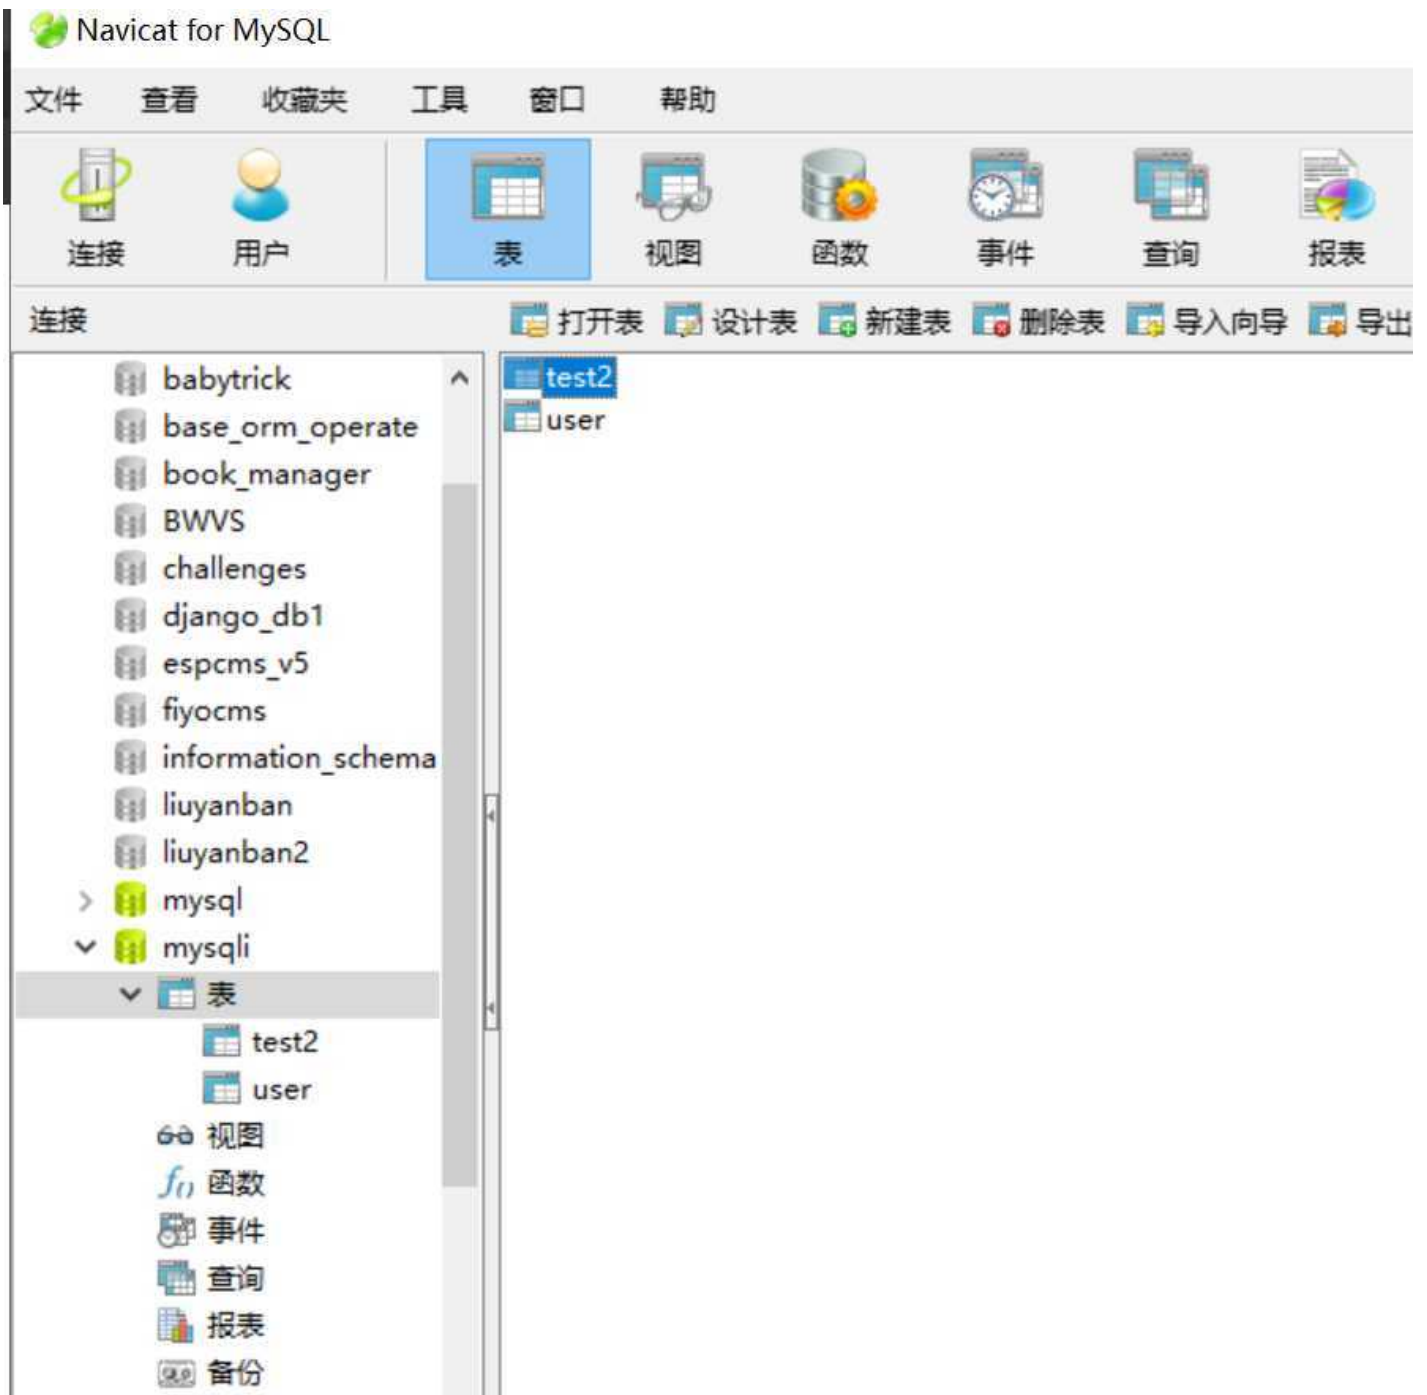 Navicat for MySQL
文件 查看 收藏夹 工具 窗口 帮助
连接 用户 表 视图 函数 事件 查询 报表
连接 打开表 设计表 新建表 删除表 导入向导 导出
babytrick
base_orm_operate
book_manager
BWVS
challenges
django_db1
espcms_v5
fiyocms
information_schema
liuyanban
liuyanban2
mysql
mysqli
表
test2
user
视图
函数
事件
查询
报表
备份
test2
user